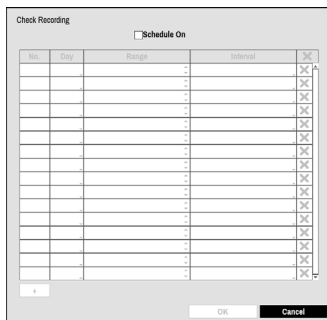 Check Recording
Schedule On
No. Day Range Interval
+
OK Cancel